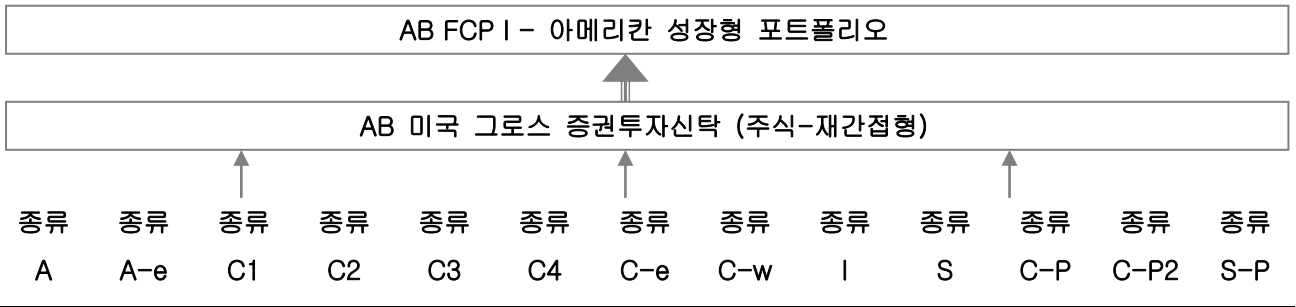 AB FCP I - 아메리칸 성장형 포트폴리오
AB 미국 그로스 증권투자신탁 (주식-재간접형)
종류 종류 종류 종류 종류 종류 종류 종류 종류 종류 종류 종류 종류
A A-e C1 C2 C3 C4 C-e C-w I S C-P C-P2 S-P